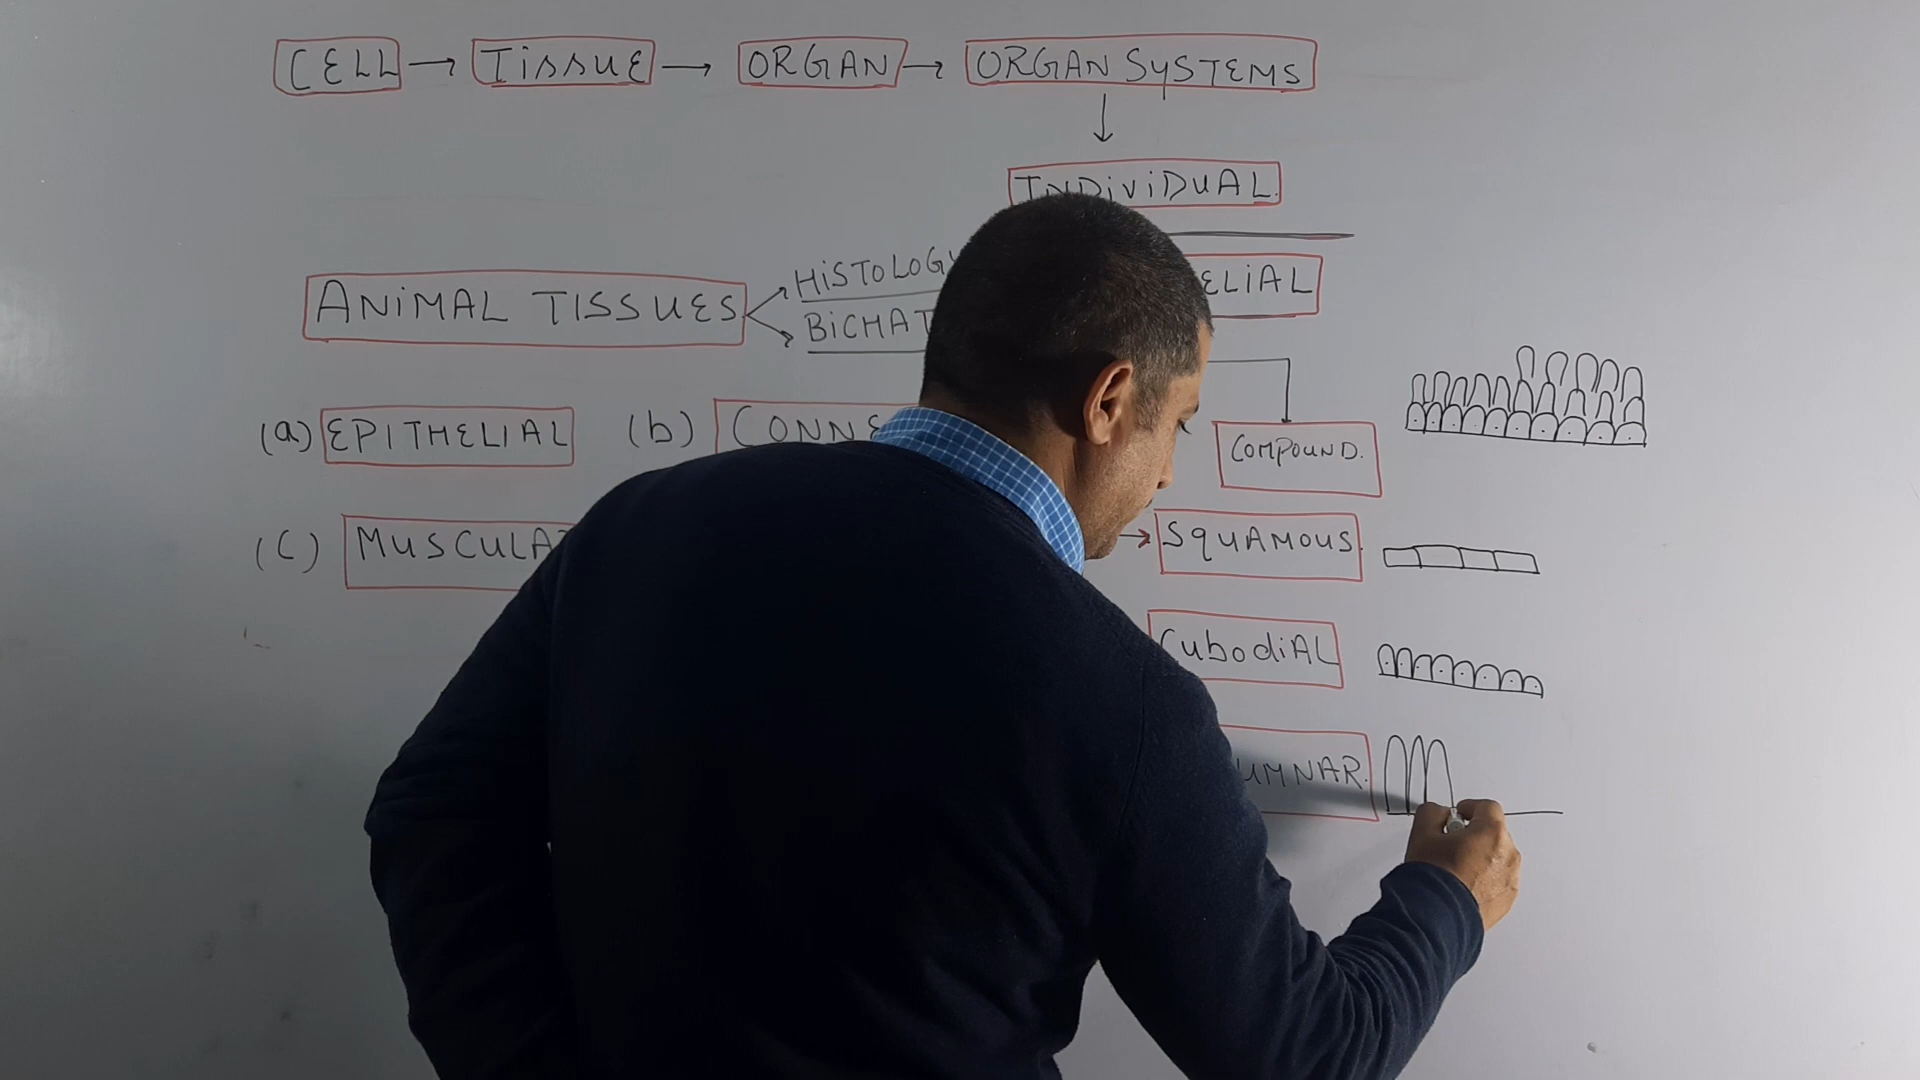 CELL → TISSUE → ORGAN → ORGAN SYSTEMS
INDIVIDUAL.
ANIMAL TISSUES HISTOLOGY
BICHAT
ELIAL
(a) EPITHELIAL (b) CONNE
COMPOUND.
(C) MUSCULA
→ SQUAMOUS.
CubodiAL
UMNAR.